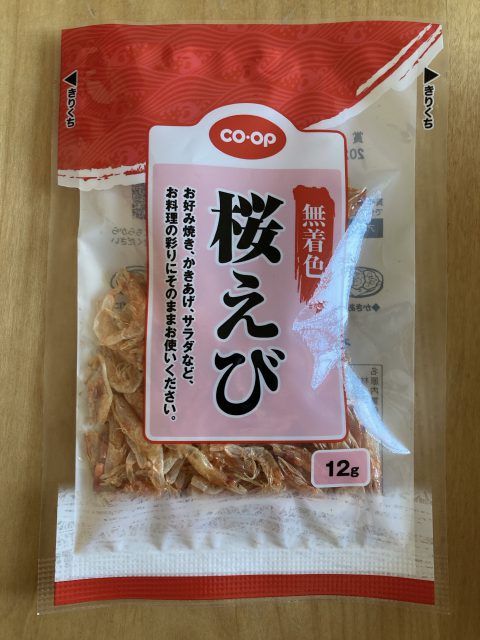 きりくち
きりくち
CO·OP
無着色
桜えび
お好み焼き、かきあげ、サラダなど、
お料理の彩りにそのままお使いください。
12g